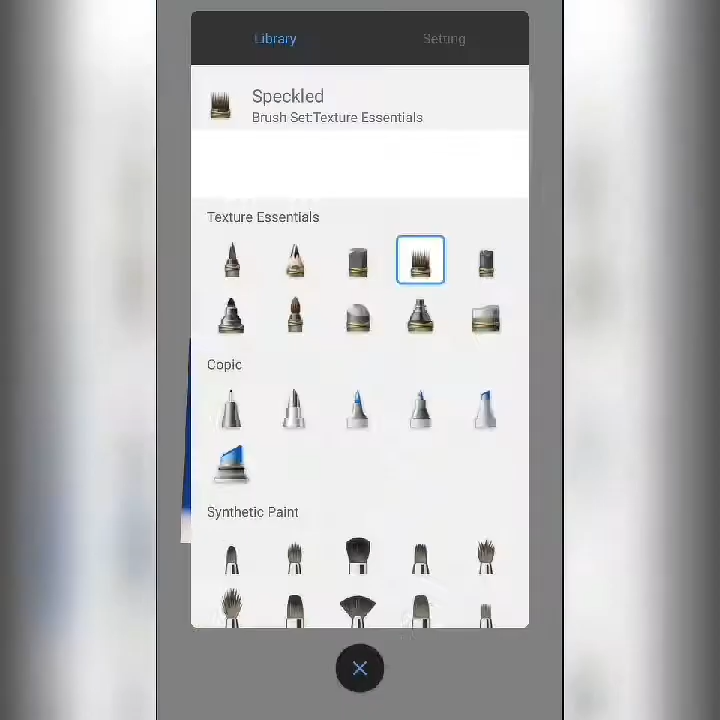 Library
Setting
Speckled
Brush Set:Texture Essentials
Texture Essentials
Copic
Synthetic Paint